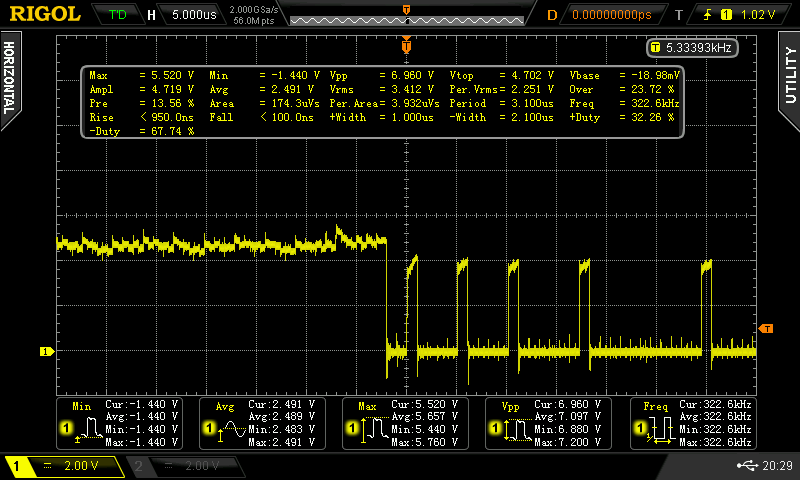 RIGOL T'D H 5.000us 2.000GSa/s 56.0M pts D 0.00000000ps T 1 1.02 V
T
HORIZONTAL
UTILITY
T 5.33393kHz
Max = 5.520 V Min = -1.440 V Vpp = 6.960 V Vtop = 4.702 V Vbase = -18.98mV
Ampl = 4.719 V Avg = 2.491 V Vrms = 3.412 V Per.Vrms= 2.251 V Over = 23.72 %
Pre = 13.56 % Area = 174.3uVs Per.Area= 3.932uVs Period = 3.100us Freq = 322.6kHz
Rise < 950.0ns Fall < 100.0ns +Width = 1.000us -Width = 2.100us +Duty = 32.26 %
-Duty = 67.74 %
T
1
Min Cur:-1.440 V Avg Cur:2.491 V Max Cur:5.520 V Vpp Cur:6.960 V Freq Cur:322.6kHz
Avg:-1.440 V Avg:2.489 V Avg:5.657 V Avg:7.097 V Avg:322.6kHz
1 Min:-1.440 V 1 Min:2.483 V 1 Min:5.440 V 1 Min:6.880 V 1 Min:322.6kHz
Max:-1.440 V Max:2.491 V Max:5.760 V Max:7.200 V Max:322.6kHz
1 = 2.00 V 2 = 2.00 V 20:29